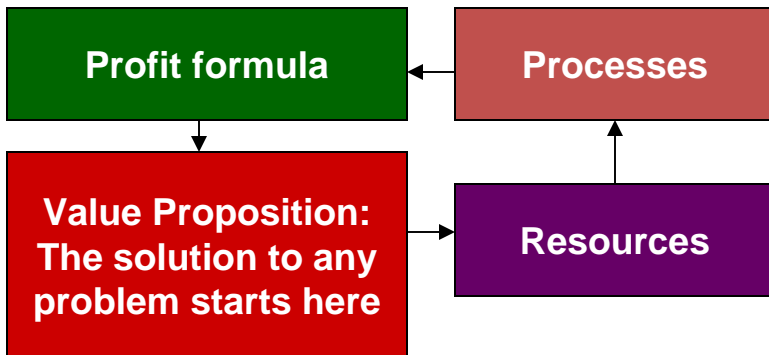 Profit formula
Processes
Value Proposition:
The solution to any
problem starts here
Resources